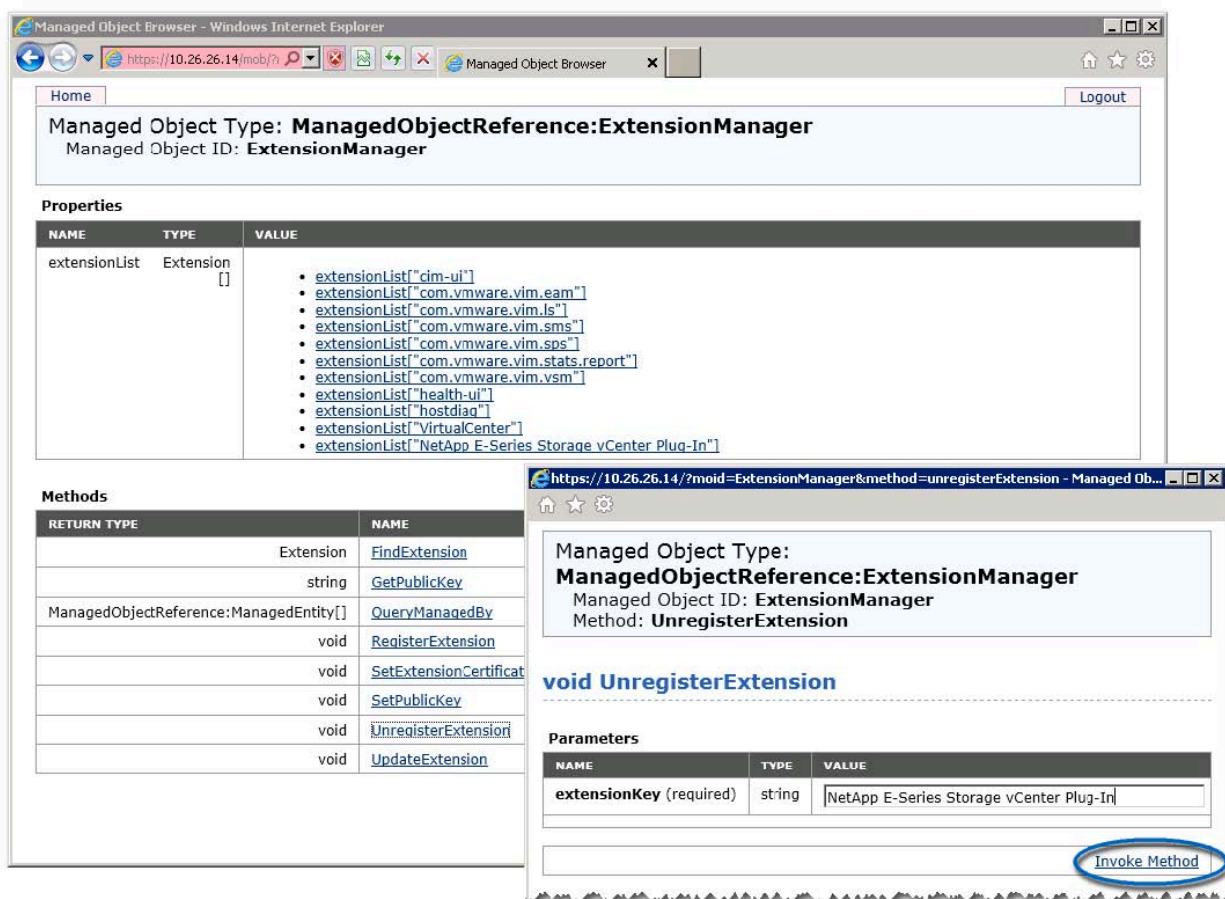 Managed Object Browser - Windows Internet Explorer
https://10.26.26.14/mob/?
Managed Object Browser
Home
Logout
Managed Object Type: ManagedObjectReference:ExtensionManager
Managed Object ID: ExtensionManager
Properties
NAME TYPE VALUE
extensionList Extension
[]
• extensionList["cim-ui"]
• extensionList["com.vmware.vim.eam"]
• extensionList["com.vmware.vim.ls"]
• extensionList["com.vmware.vim.sms"]
• extensionList["com.vmware.vim.sps"]
• extensionList["com.vmware.vim.stats.report"]
• extensionList["com.vmware.vim.vsm"]
• extensionList["health-ui"]
• extensionList["hostdiag"]
• extensionList["VirtualCenter"]
• extensionList["NetApp E-Series Storage vCenter Plug-In"]
Methods
RETURN TYPE NAME
Extension FindExtension
string GetPublicKey
ManagedObjectReference:ManagedEntity[] QueryManagedBy
void RegisterExtension
void SetExtensionCertificat
void SetPublicKey
void UnregisterExtension
void UpdateExtension
https://10.26.26.14/?moid=ExtensionManager&method=unregisterExtension - Managed Ob...
Managed Object Type:
ManagedObjectReference:ExtensionManager
Managed Object ID: ExtensionManager
Method: UnregisterExtension
void UnregisterExtension
Parameters
NAME TYPE VALUE
extensionKey (required) string NetApp E-Series Storage vCenter Plug-In
Invoke Method